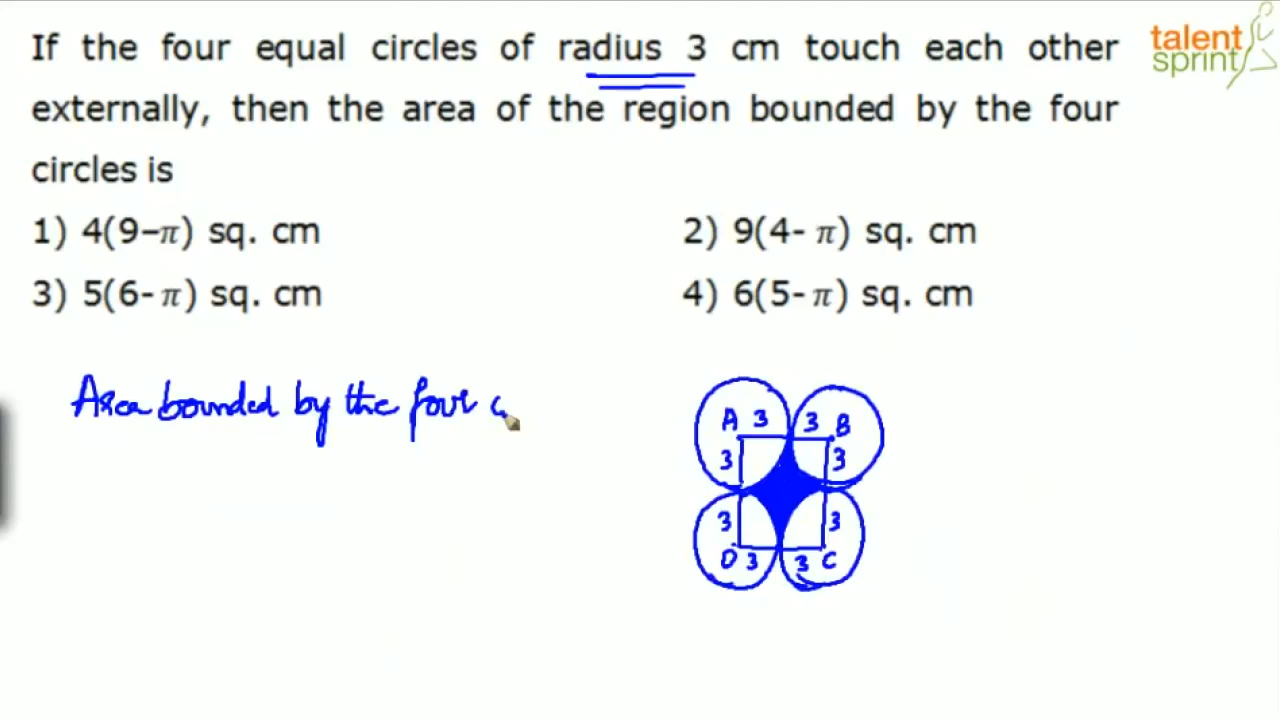 If the four equal circles of radius 3 cm touch each other
talent
sprint
externally, then the area of the region bounded by the four
circles is
1) 4(9–π) sq. cm
2) 9(4- π) sq. cm
3) 5(6- π) sq. cm
4) 6(5- π) sq. cm
Area bounded by the four c
A 3 3 B
3 3
3 3
D 3 3 C